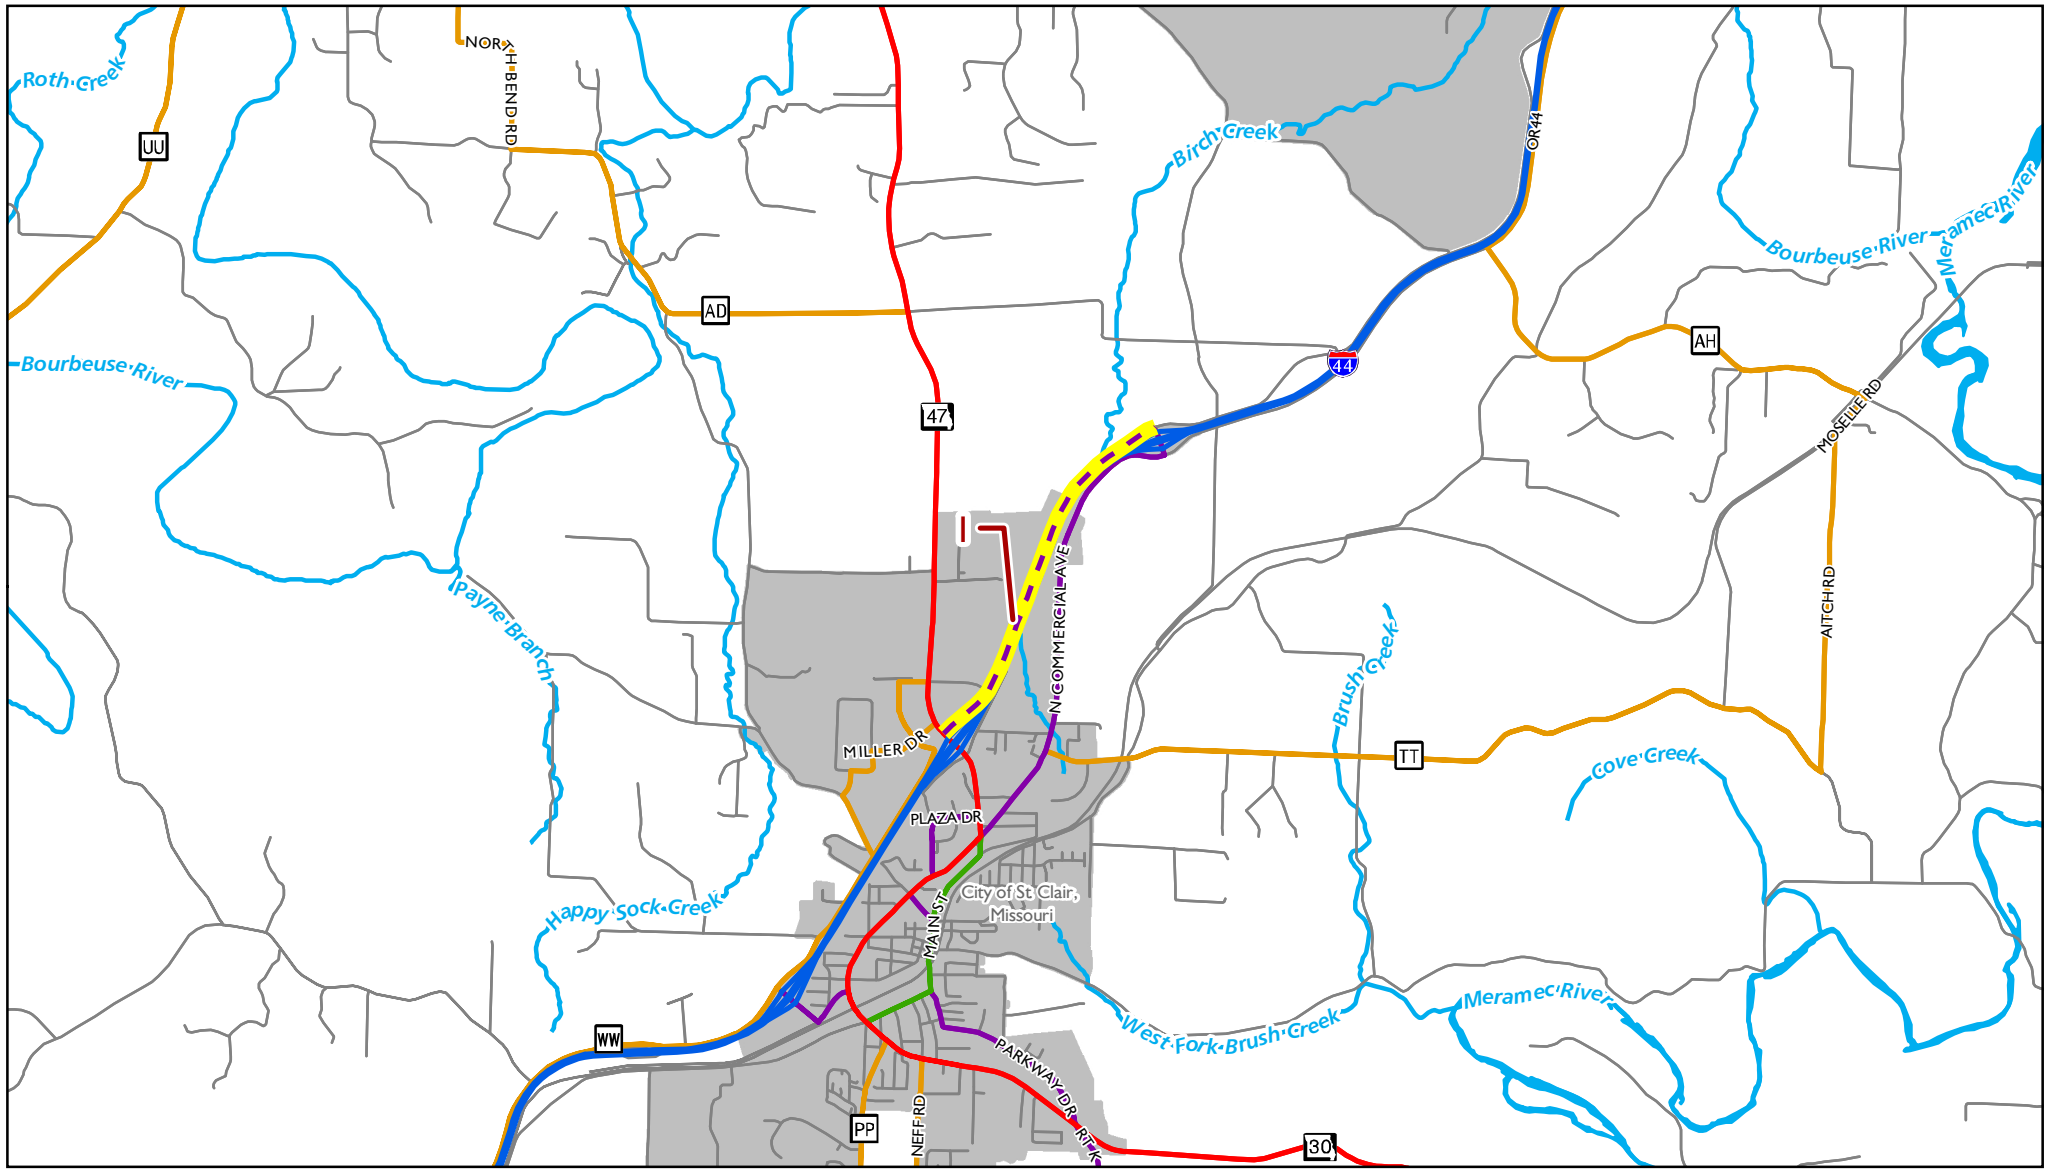 NORTH BEND RD
Roth Creek
UU
OR44
Birch Creek
Meramec River
Bourbeuse River
AD
AH
44
Bourbeuse River
47
MOSELLE RD
N COMMERCIAL AVE
Payne Branch
AITCH RD
Brush Creek
MILLER DR
TT
Cove Creek
PLAZA DR
City of St Clair,
Missouri
MAIN ST
Happy Sock Creek
Meramec River
West Fork Brush Creek
WW
PARKWAY DR
RT K
PP
NEFF RD
30